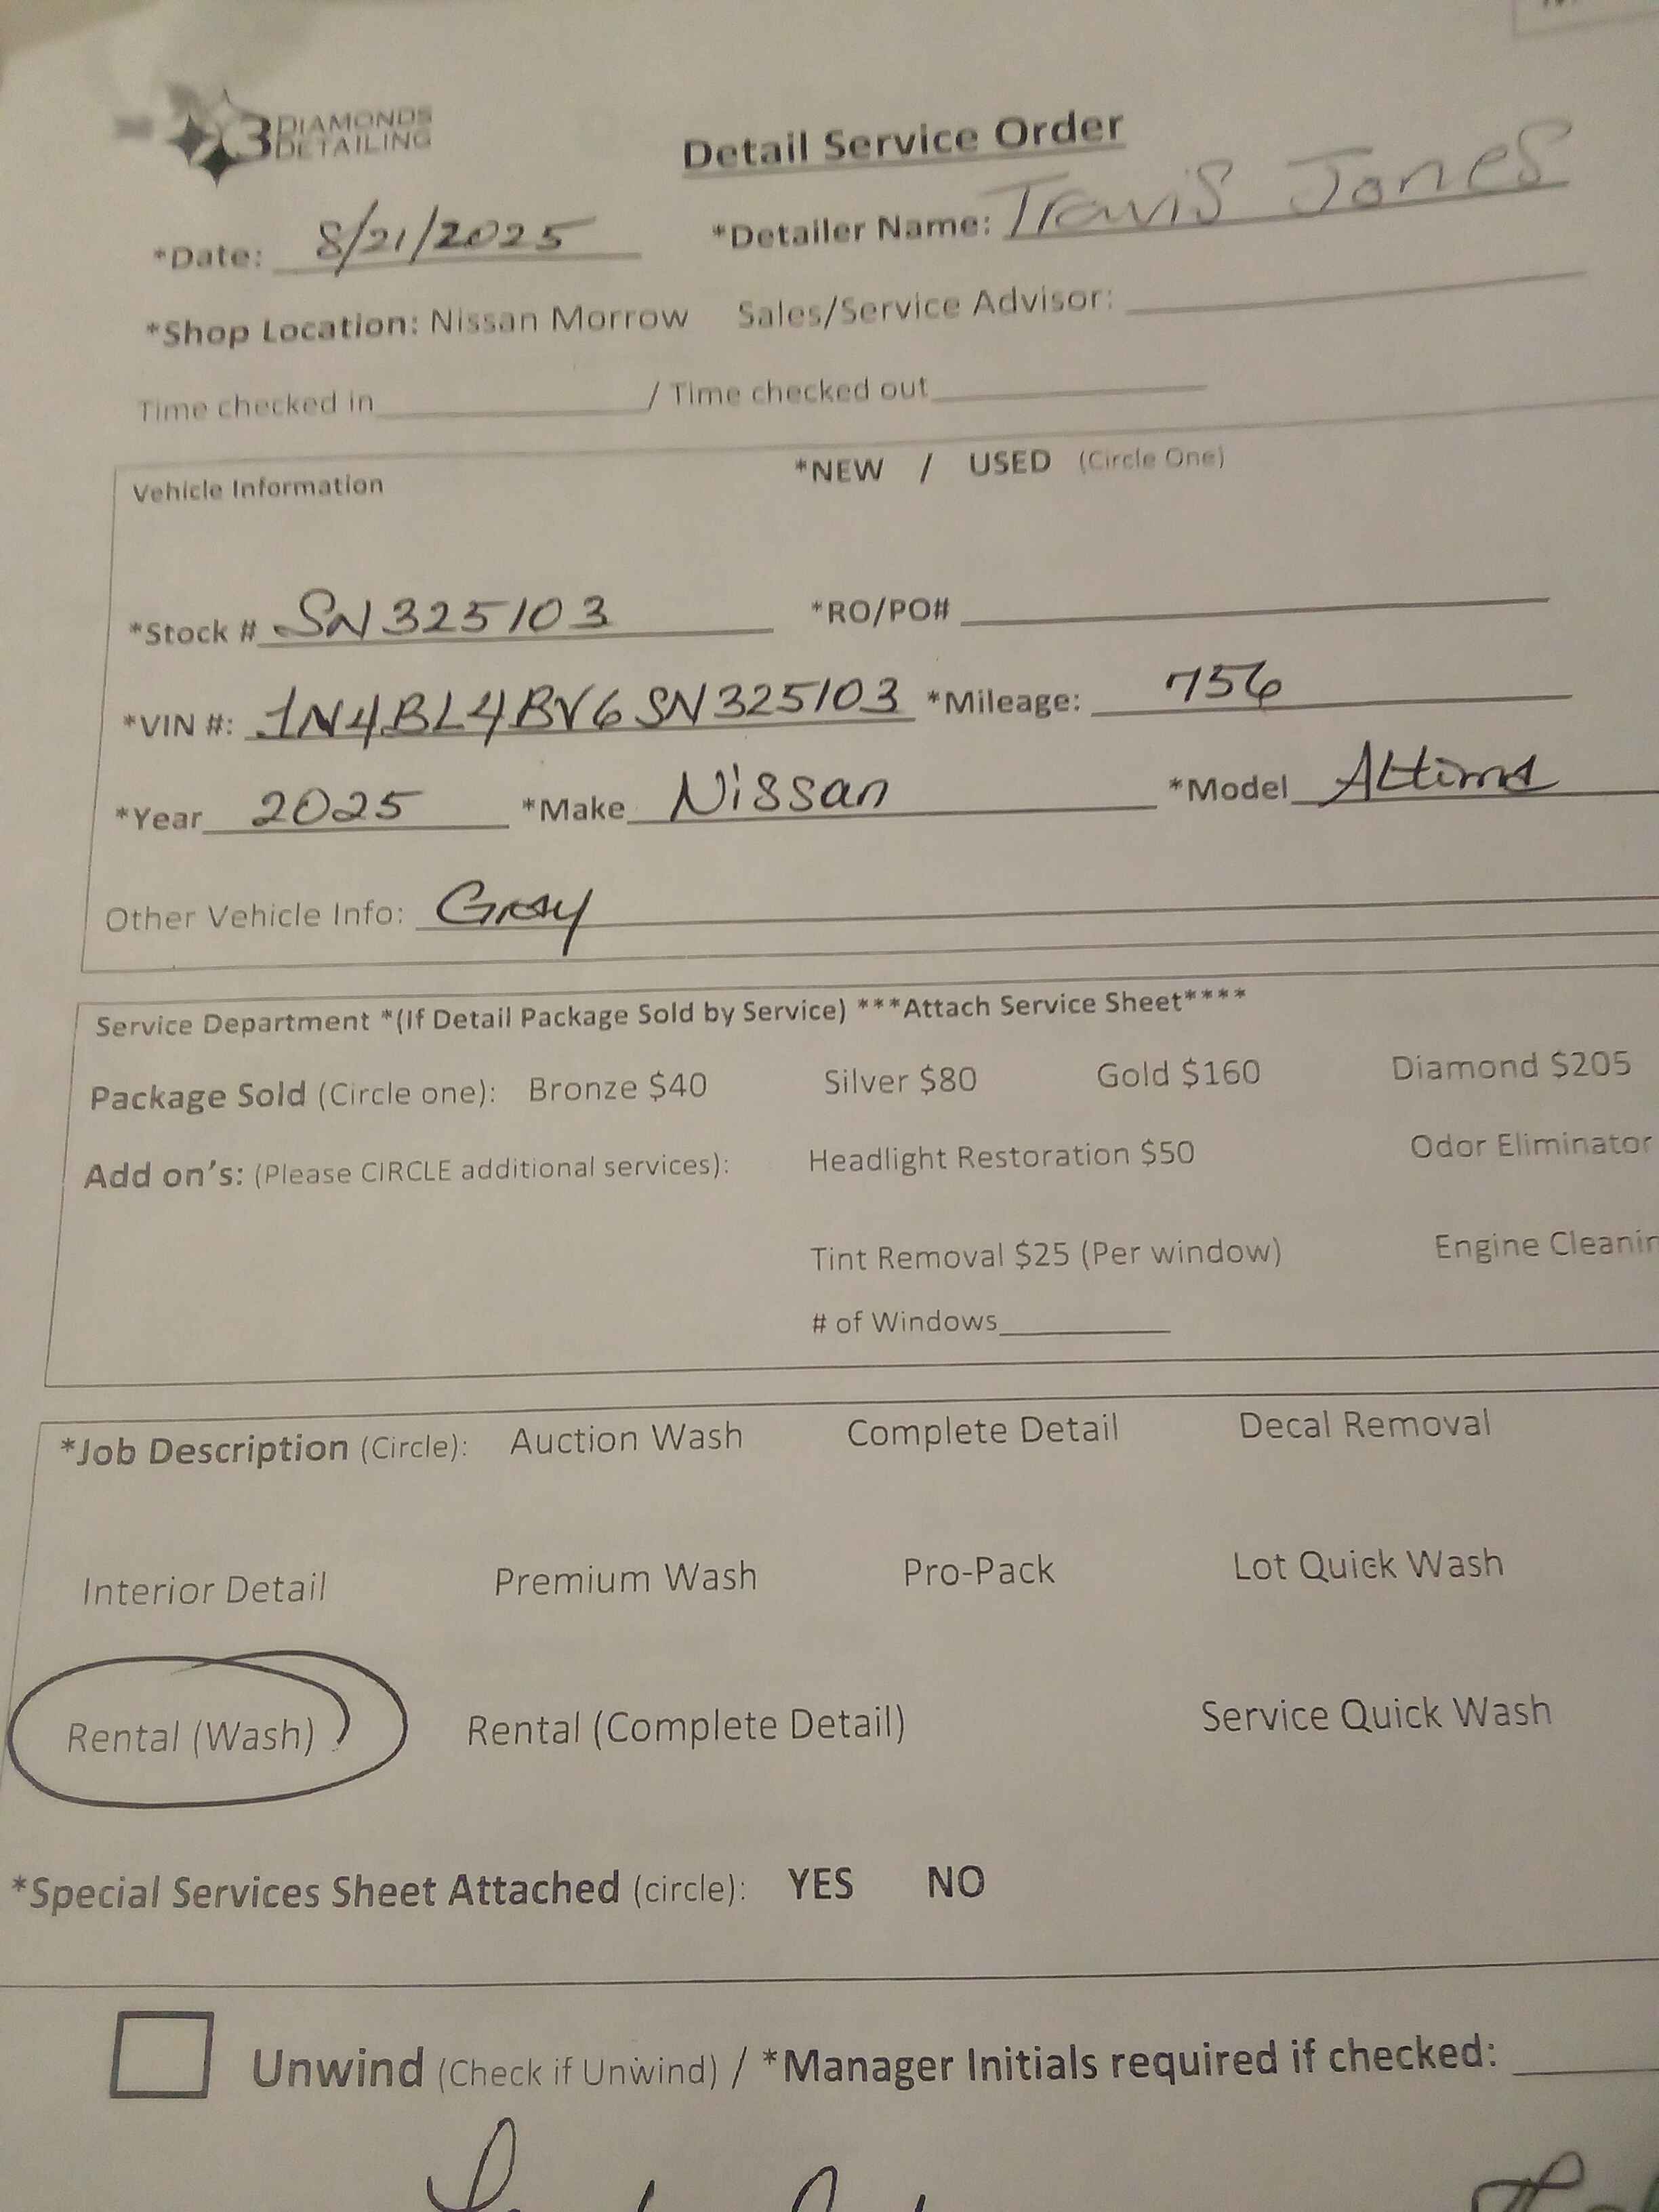 3 DIAMONDS
DETAILING
Detail Service Order
*Date: 8/21/2025 *Detailer Name: Travis Jones
*Shop Location: Nissan Morrow Sales/Service Advisor:
Time checked in / Time checked out
Vehicle Information *NEW / USED (Circle One)
*Stock # SN325103 *RO/PO#
*VIN #: 1N4BL4BV6SN325103 *Mileage: 756
*Year 2025 *Make Nissan *Model Altima
Other Vehicle Info: Gray
Service Department *(If Detail Package Sold by Service) ***Attach Service Sheet****
Package Sold (Circle one): Bronze $40 Silver $80 Gold $160 Diamond $205
Add on's: (Please CIRCLE additional services): Headlight Restoration $50 Odor Eliminator
Tint Removal $25 (Per window) Engine Cleanin
# of Windows
*Job Description (Circle): Auction Wash Complete Detail Decal Removal
Interior Detail Premium Wash Pro-Pack Lot Quick Wash
Rental (Wash) Rental (Complete Detail) Service Quick Wash
*Special Services Sheet Attached (circle): YES NO
Unwind (Check if Unwind) / *Manager Initials required if checked: